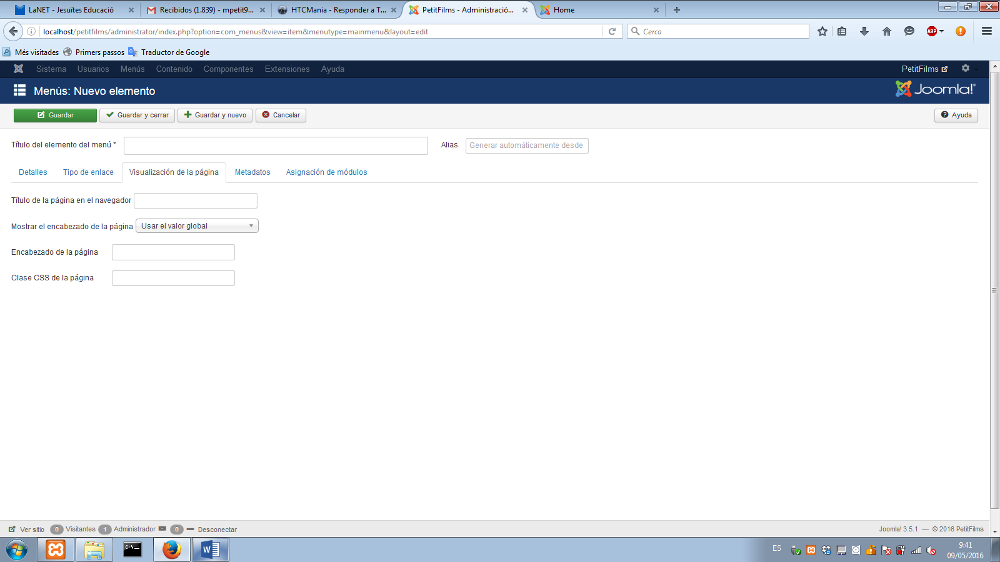 LaNET - Jesuïtes Educació
Recibidos (1.839) - mpetit9...
HTCMania - Responder a T...
PetitFilms - Administració...
Home
localhost/petitfilms/administrator/index.php?option=com_menus&view=item&menutype=mainmenu&layout=edit
Cerca
ABP
Més visitades
Primers passos
Traductor de Google
Sistema Usuarios Menús Contenido Componentes Extensiones Ayuda
PetitFilms
Menús: Nuevo elemento
Joomla!
Guardar
Guardar y cerrar
Guardar y nuevo
Cancelar
Ayuda
Título del elemento del menú *
Alias
Generar automáticamente desde
Detalles
Tipo de enlace
Visualización de la página
Metadatos
Asignación de módulos
Título de la página en el navegador
Mostrar el encabezado de la página
Usar el valor global
Encabezado de la página
Clase CSS de la página
Ver sitio 0 Visitantes 1 Administrador 0 Desconectar
Joomla! 3.5.1 — © 2016 PetitFilms
C:\_
W
ES
9:41
09/05/2016